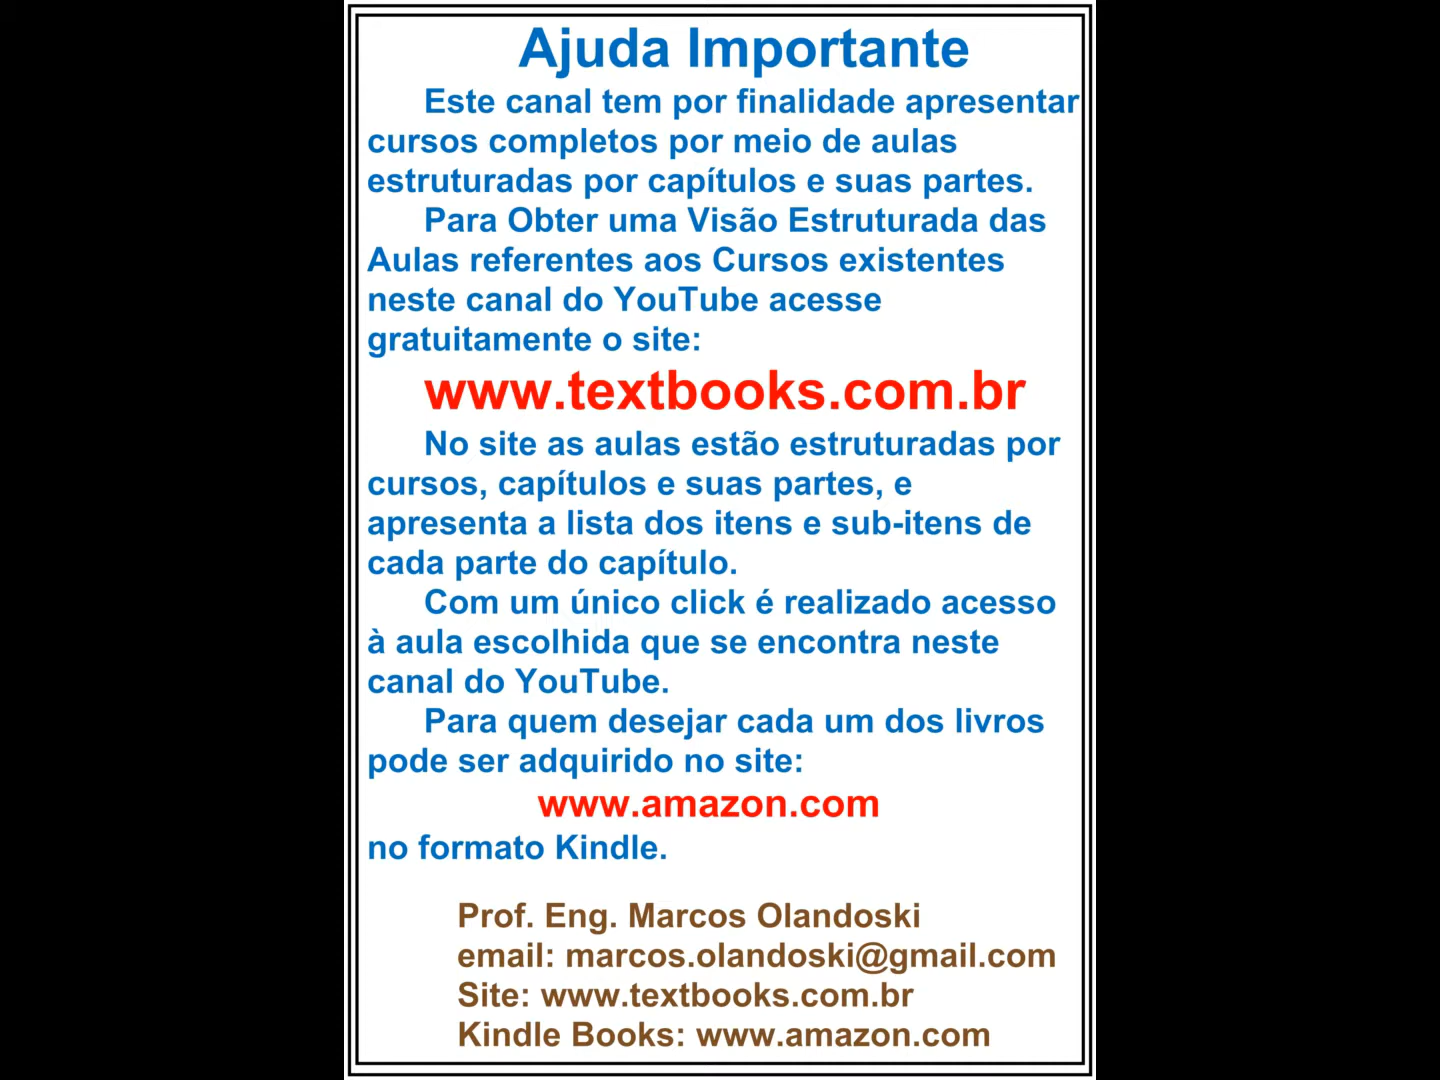 Ajuda Importante
Este canal tem por finalidade apresentar
cursos completos por meio de aulas
estruturadas por capítulos e suas partes.
Para Obter uma Visão Estruturada das
Aulas referentes aos Cursos existentes
neste canal do YouTube acesse
gratuitamente o site:
www.textbooks.com.br
No site as aulas estão estruturadas por
cursos, capítulos e suas partes, e
apresenta a lista dos itens e sub-itens de
cada parte do capítulo.
Com um único click é realizado acesso
à aula escolhida que se encontra neste
canal do YouTube.
Para quem desejar cada um dos livros
pode ser adquirido no site:
www.amazon.com
no formato Kindle.
Prof. Eng. Marcos Olandoski
email: marcos.olandoski@gmail.com
Site: www.textbooks.com.br
Kindle Books: www.amazon.com